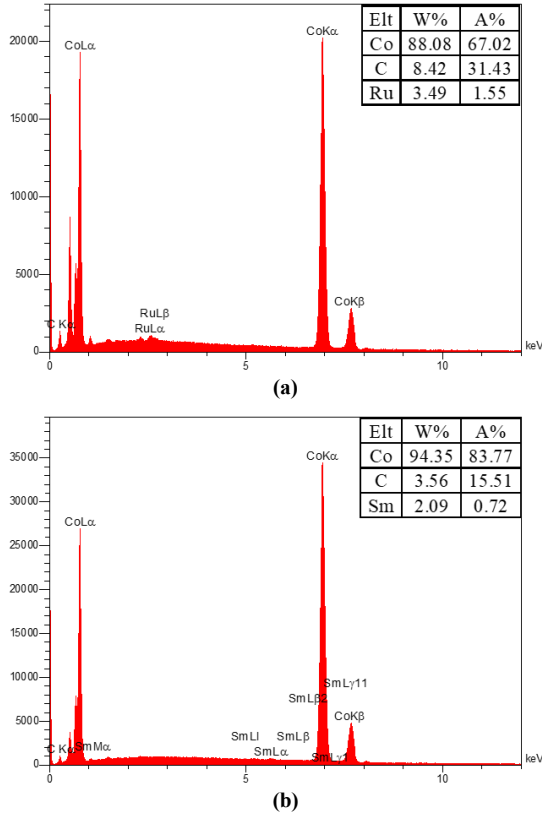 Elt W% A%
Co 88.08 67.02
C 8.42 31.43
Ru 3.49 1.55
20000
15000
10000
5000
0
CoLα
CoKα
CoKβ
RuLβ
RuLα
C Kα
0 5 10 keV
(a)
Elt W% A%
Co 94.35 83.77
C 3.56 15.51
Sm 2.09 0.72
35000
30000
25000
20000
15000
10000
5000
0
CoKα
CoLα
SmLγ11
SmLβ2
CoKβ
SmLl
SmLβ
C Kα
SmMα
SmLα
SmLγ1
0 5 10 keV
(b)